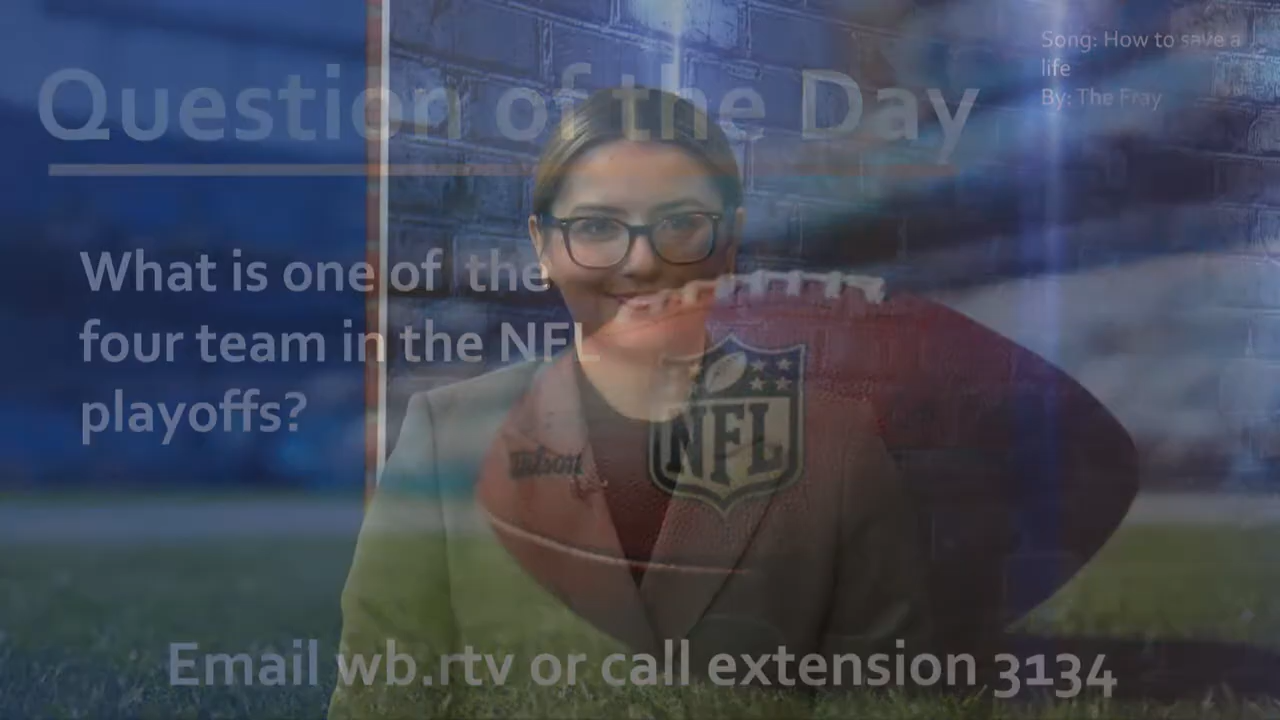 Song: How to save a
life
By: The Fray
Question of the Day
What is one of the
four team in the NFL
playoffs?
Wilson
NFL
Email wb.rtv or call extension 3134